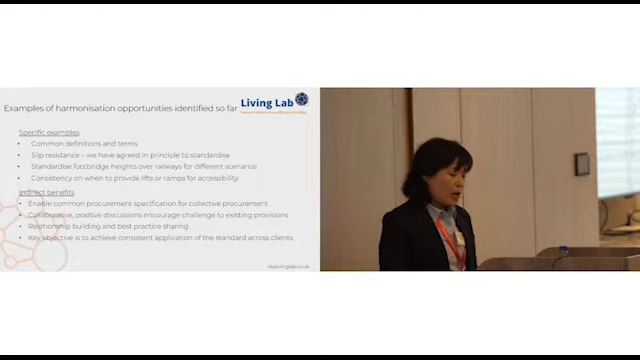 Living Lab
Examples of harmonisation opportunities identified so far
Specific examples
• Common definitions and terms
• Slip resistance – we have agreed in principle to standardise
• Standardise footbridge heights over railways for different scenarios
• Consistency on when to provide lifts or ramps for accessibility
Indirect benefits
• Enable common procurement specification for collective procurement
• Collaborative, positive discussions encourage challenge to existing provisions
• Relationship building and best practice sharing
• Key objective is to achieve consistent application of the standard across clients